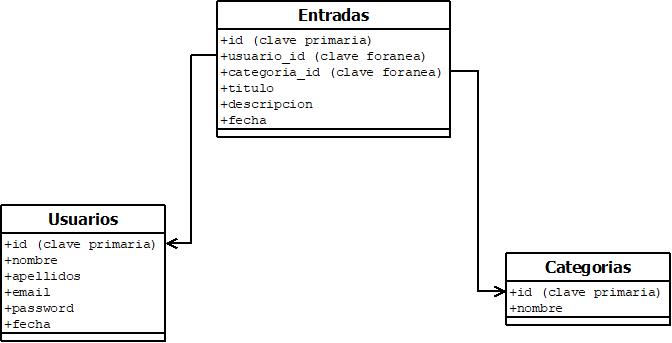 Entradas
+id (clave primaria)
+usuario_id (clave foranea)
+categoria_id (clave foranea)
+titulo
+descripcion
+fecha
Usuarios
+id (clave primaria)
+nombre
+apellidos
+email
+password
+fecha
Categorias
+id (clave primaria)
+nombre